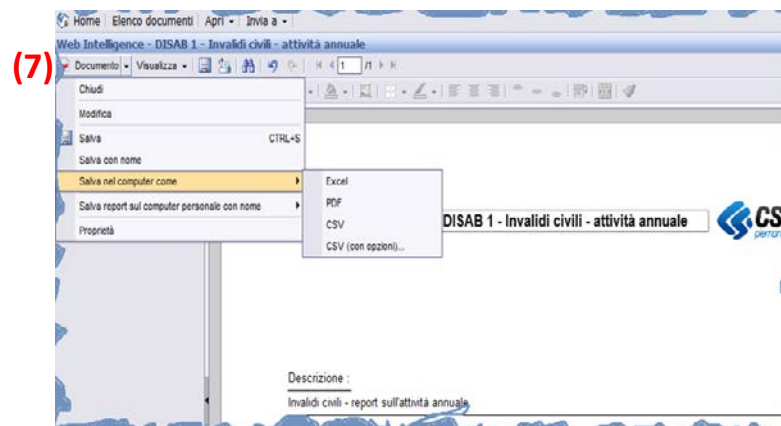 Home Elenco documenti Apri Invia a
Web Intelligence - DISAB 1 - Invalidi civili - attività annuale
(7)
Documento Visualizza 1 /1
Chiudi
Modifica
Salva CTRL+S
Salva con nome
Salva nel computer come
Excel
Salva report sul computer personale con nome
PDF
CSV
DISAB 1 - Invalidi civili - attività annuale
CS
Proprietà
CSV (con opzioni)...
Descrizione :
Invalidi civili - report sull'attività annuale